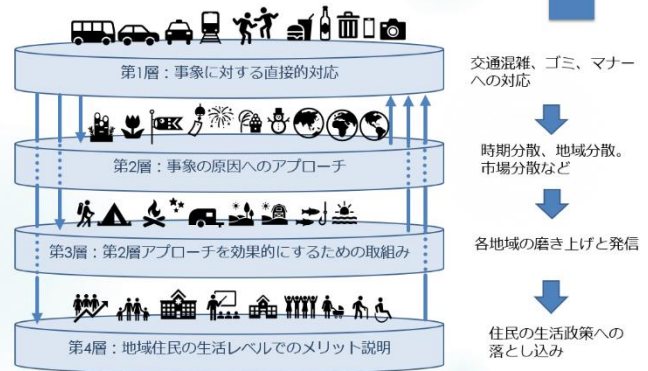 第1層：事象に対する直接的対応
第2層：事象の原因へのアプローチ
第3層：第2層アプローチを効果的にするための取組み
第4層：地域住民の生活レベルでのメリット説明
交通混雑、ゴミ、マナー
への対応
時期分散、地域分散。
市場分散など
各地域の磨き上げと発信
住民の生活政策への
落とし込み